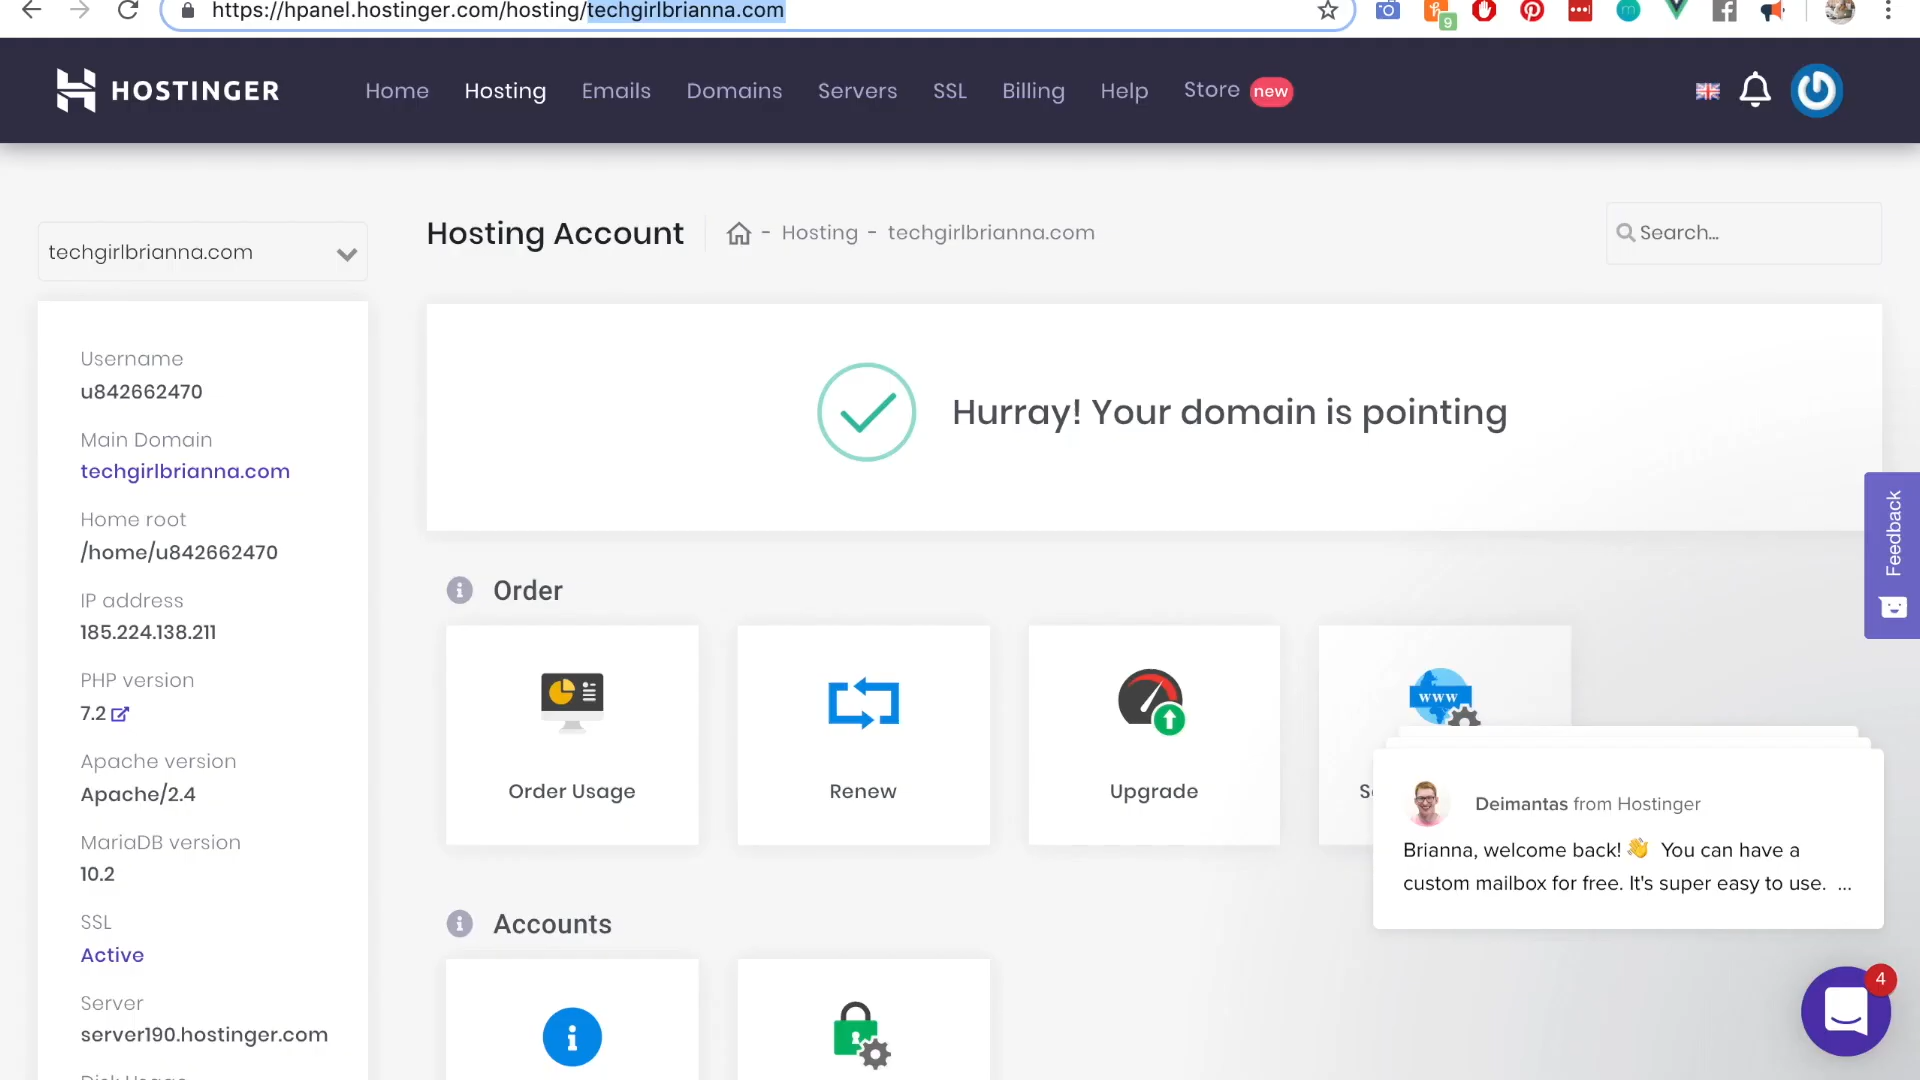 https://hpanel.hostinger.com/hosting/techgirlbrianna.com
9
HOSTINGER
Home
Hosting
Emails
Domains
Servers
SSL
Billing
Help
Store new
techgirlbrianna.com
Hosting Account
- Hosting - techgirlbrianna.com
Search...
Username
u842662470
Main Domain
techgirlbrianna.com
Home root
/home/u842662470
IP address
185.224.138.211
PHP version
7.2
Apache version
Apache/2.4
MariaDB version
10.2
SSL
Active
Server
server190.hostinger.com
Disk Usage
Hurray! Your domain is pointing
Feedback
Order
Order Usage
Renew
Upgrade
www
Deimantas from Hostinger
Brianna, welcome back! 👋 You can have a
custom mailbox for free. It's super easy to use. ...
Accounts
4